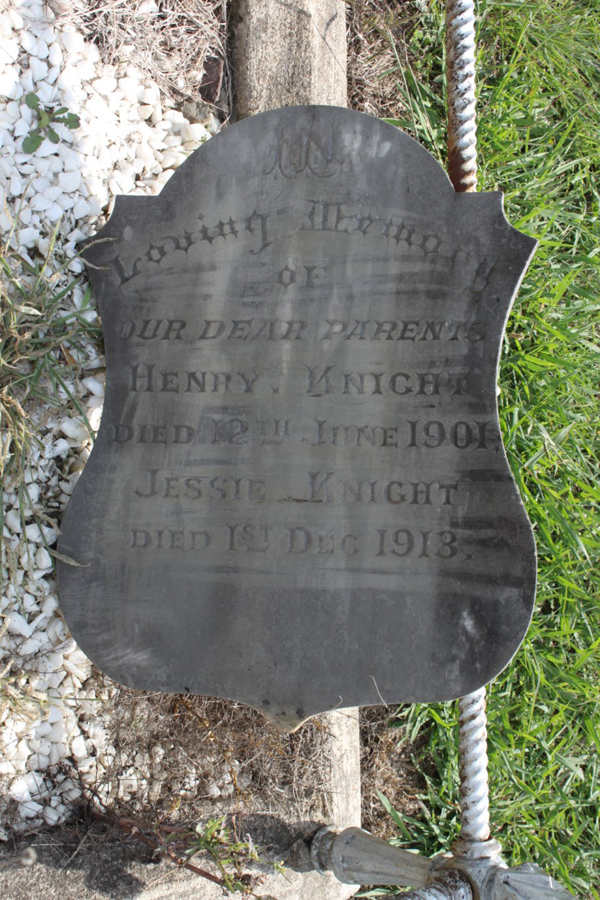 IN
Loving Memory
OF
OUR DEAR PARENTS
HENRY. KNIGHT
DIED 12TH JUNE 1901.
JESSIE KNIGHT
DIED 1ST DEC 1913.